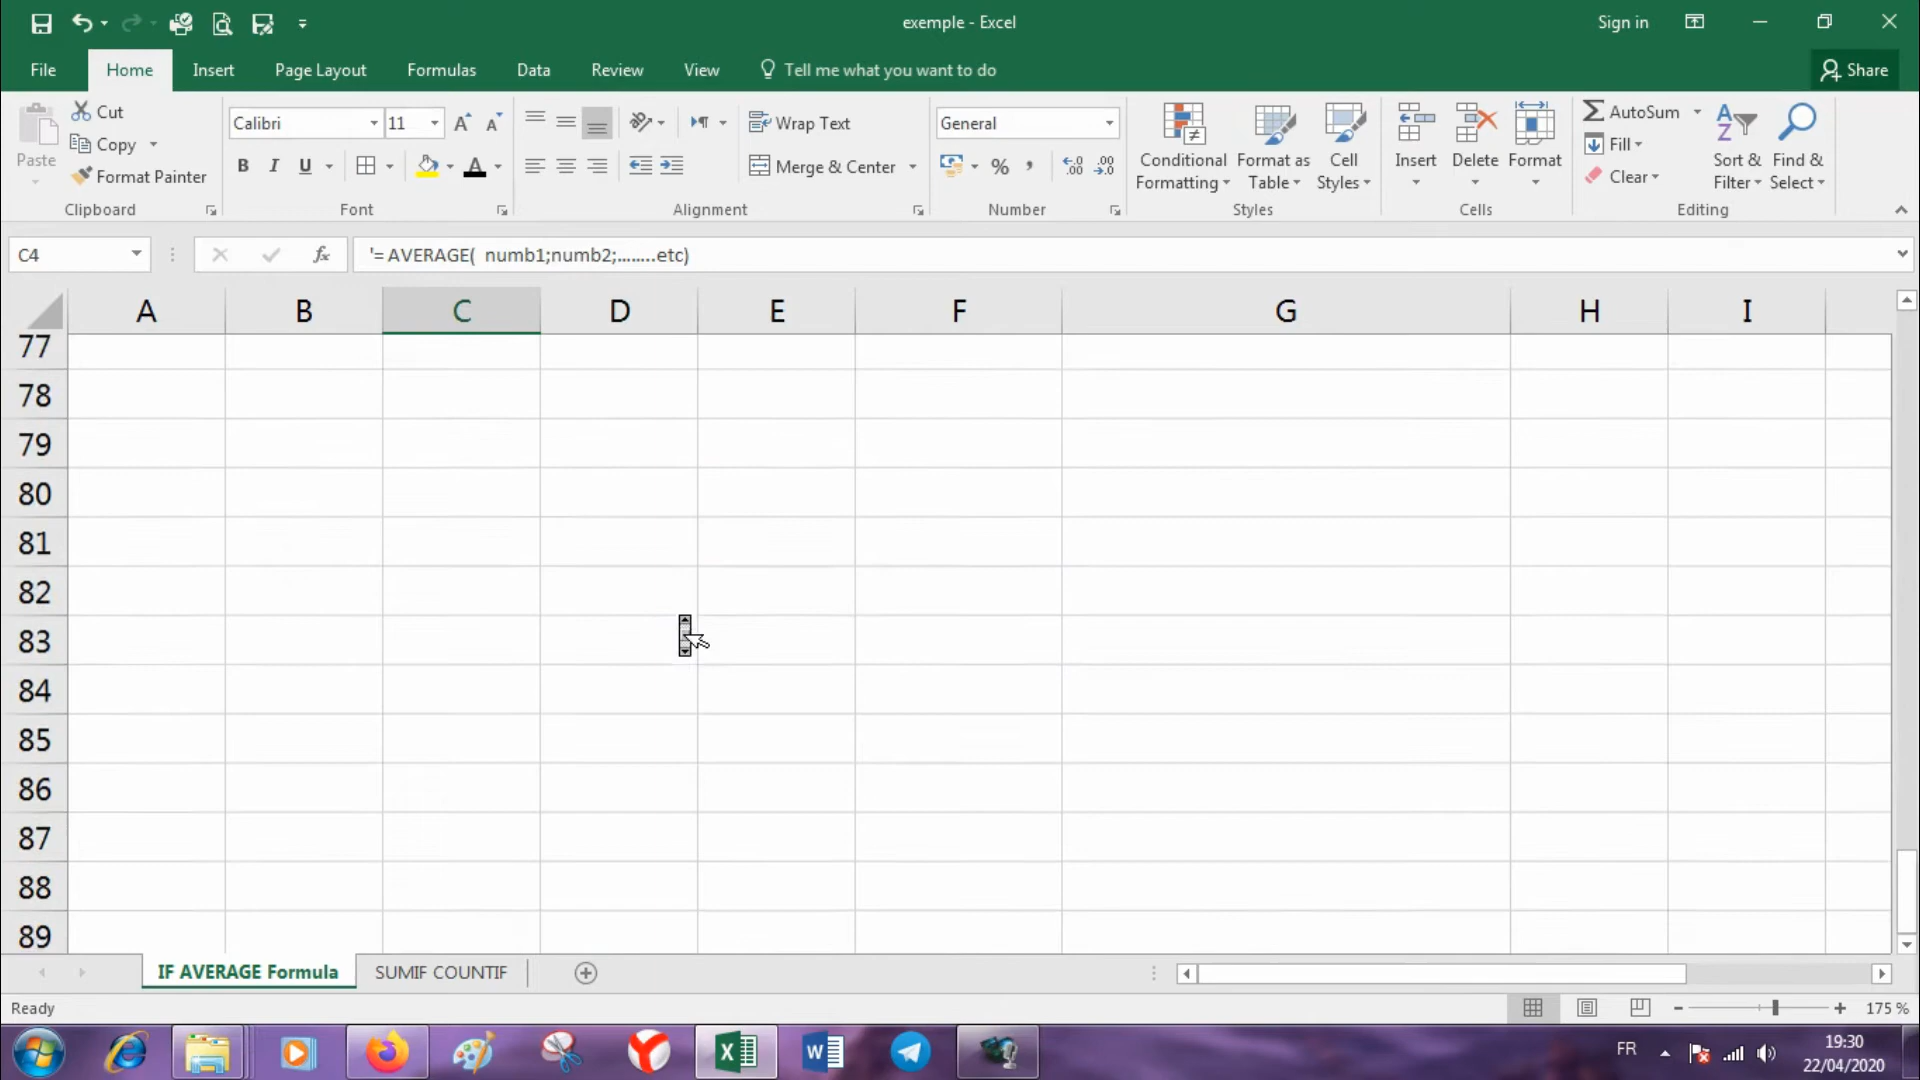 exemple - Excel
Sign in
File Home Insert Page Layout Formulas Data Review View Tell me what you want to do Share
Paste
Cut
Copy
Format Painter
Clipboard
Calibri 11
B I U A
Font
Wrap Text
Merge & Center
Alignment
General
%
Number
Conditional Formatting
Format as Table
Cell Styles
Styles
Insert Delete Format
Cells
AutoSum
Fill
Clear
Sort & Filter
Find & Select
Editing
C4
fx
'= AVERAGE(  numb1;numb2;........etc)
A B C D E F G H I
77
78
79
80
81
82
83
84
85
86
87
88
89
IF AVERAGE Formula SUMIF COUNTIF
Ready
175 %
FR
19:30
22/04/2020